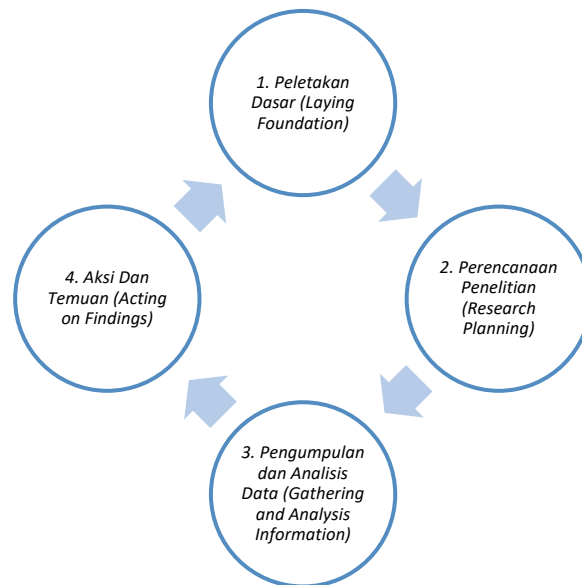 1. Peletakan
Dasar (Laying
Foundation)
2. Perencanaan
Penelitian
(Research
Planning)
3. Pengumpulan
dan Analisis
Data (Gathering
and Analysis
Information)
4. Aksi Dan
Temuan (Acting
on Findings)